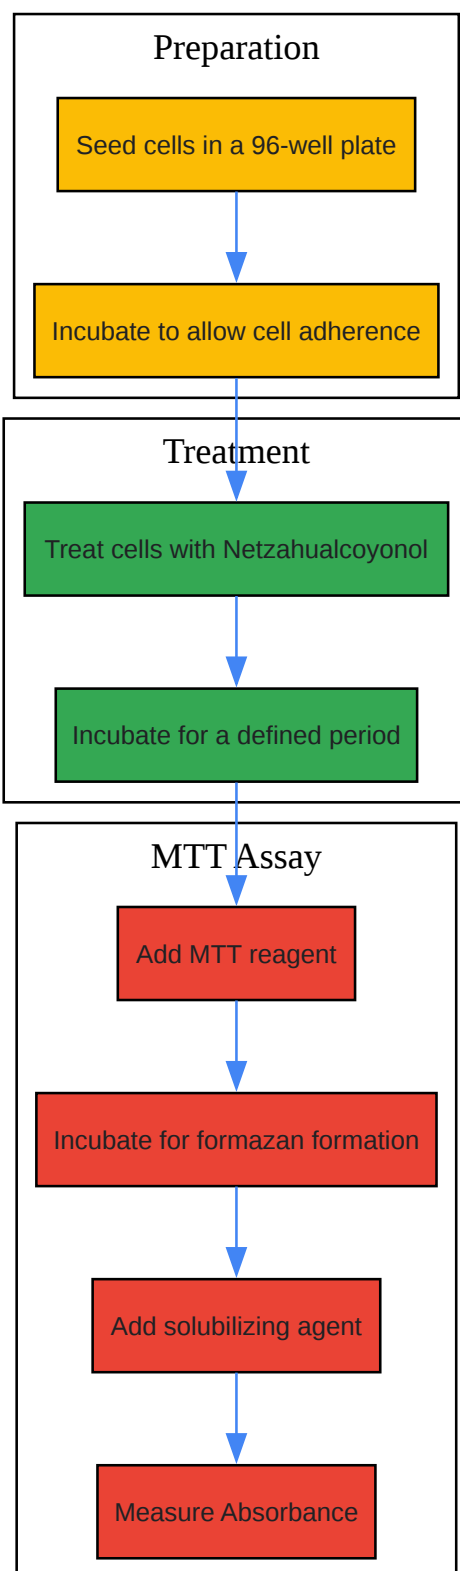 Preparation
Seed cells in a 96-well plate
Incubate to allow cell adherence
Treatment
Treat cells with Netzahualcoyonol
Incubate for a defined period
MTT Assay
Add MTT reagent
Incubate for formazan formation
Add solubilizing agent
Measure Absorbance